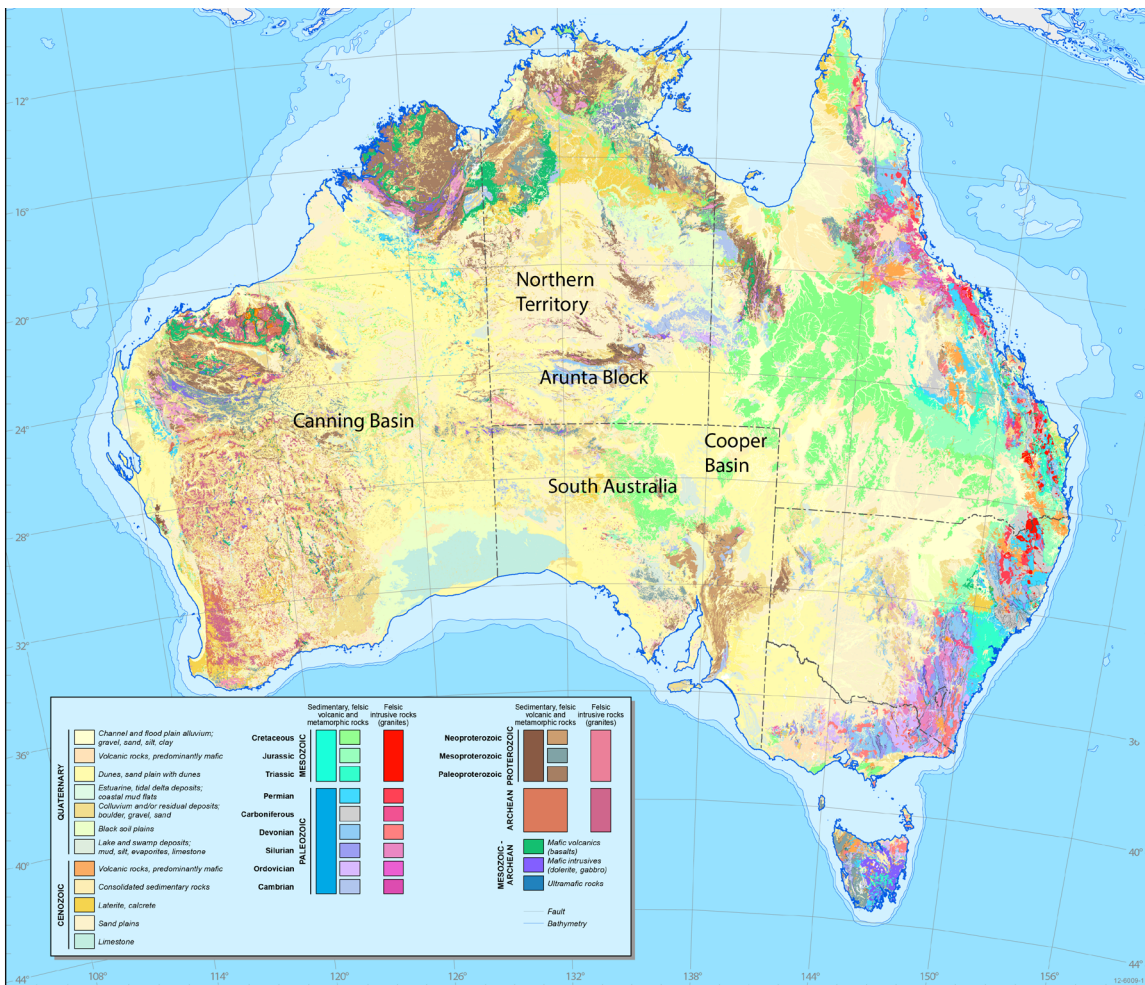 12°
16°
20°
24°
28°
32°
36°
40°
44°
Northern
Territory
Arunta Block
Canning Basin
Cooper
Basin
South Australia
36°
40°
44°
108°
114°
120°
126°
132°
138°
144°
150°
156°
QUATERNARY
Channel and flood plain alluvium;
gravel, sand, silt, clay
Volcanic rocks, predominantly mafic
Dunes, sand plain with dunes
Estuarine, tidal delta deposits;
coastal mud flats
Colluvium and/or residual deposits;
boulder, gravel, sand
Black soil plains
Lake and swamp deposits;
mud, silt, evaporites, limestone
CENOZOIC
Volcanic rocks, predominantly mafic
Consolidated sedimentary rocks
Laterite, calcrete
Sand plains
Limestone
Sedimentary, felsic
volcanic and
metamorphic rocks
Felsic
intrusive rocks
(granites)
MESOZOIC
Cretaceous
Jurassic
Triassic
PALEOZOIC
Permian
Carboniferous
Devonian
Silurian
Ordovician
Cambrian
Sedimentary, felsic
volcanic and
metamorphic rocks
Felsic
intrusive rocks
(granites)
PROTEROZOIC
Neoproterozoic
Mesoproterozoic
Paleoproterozoic
ARCHEAN
MESOZOIC -
ARCHEAN
Mafic volcanics
(basalts)
Mafic intrusives
(dolerite, gabbro)
Ultramafic rocks
Fault
Bathymetry